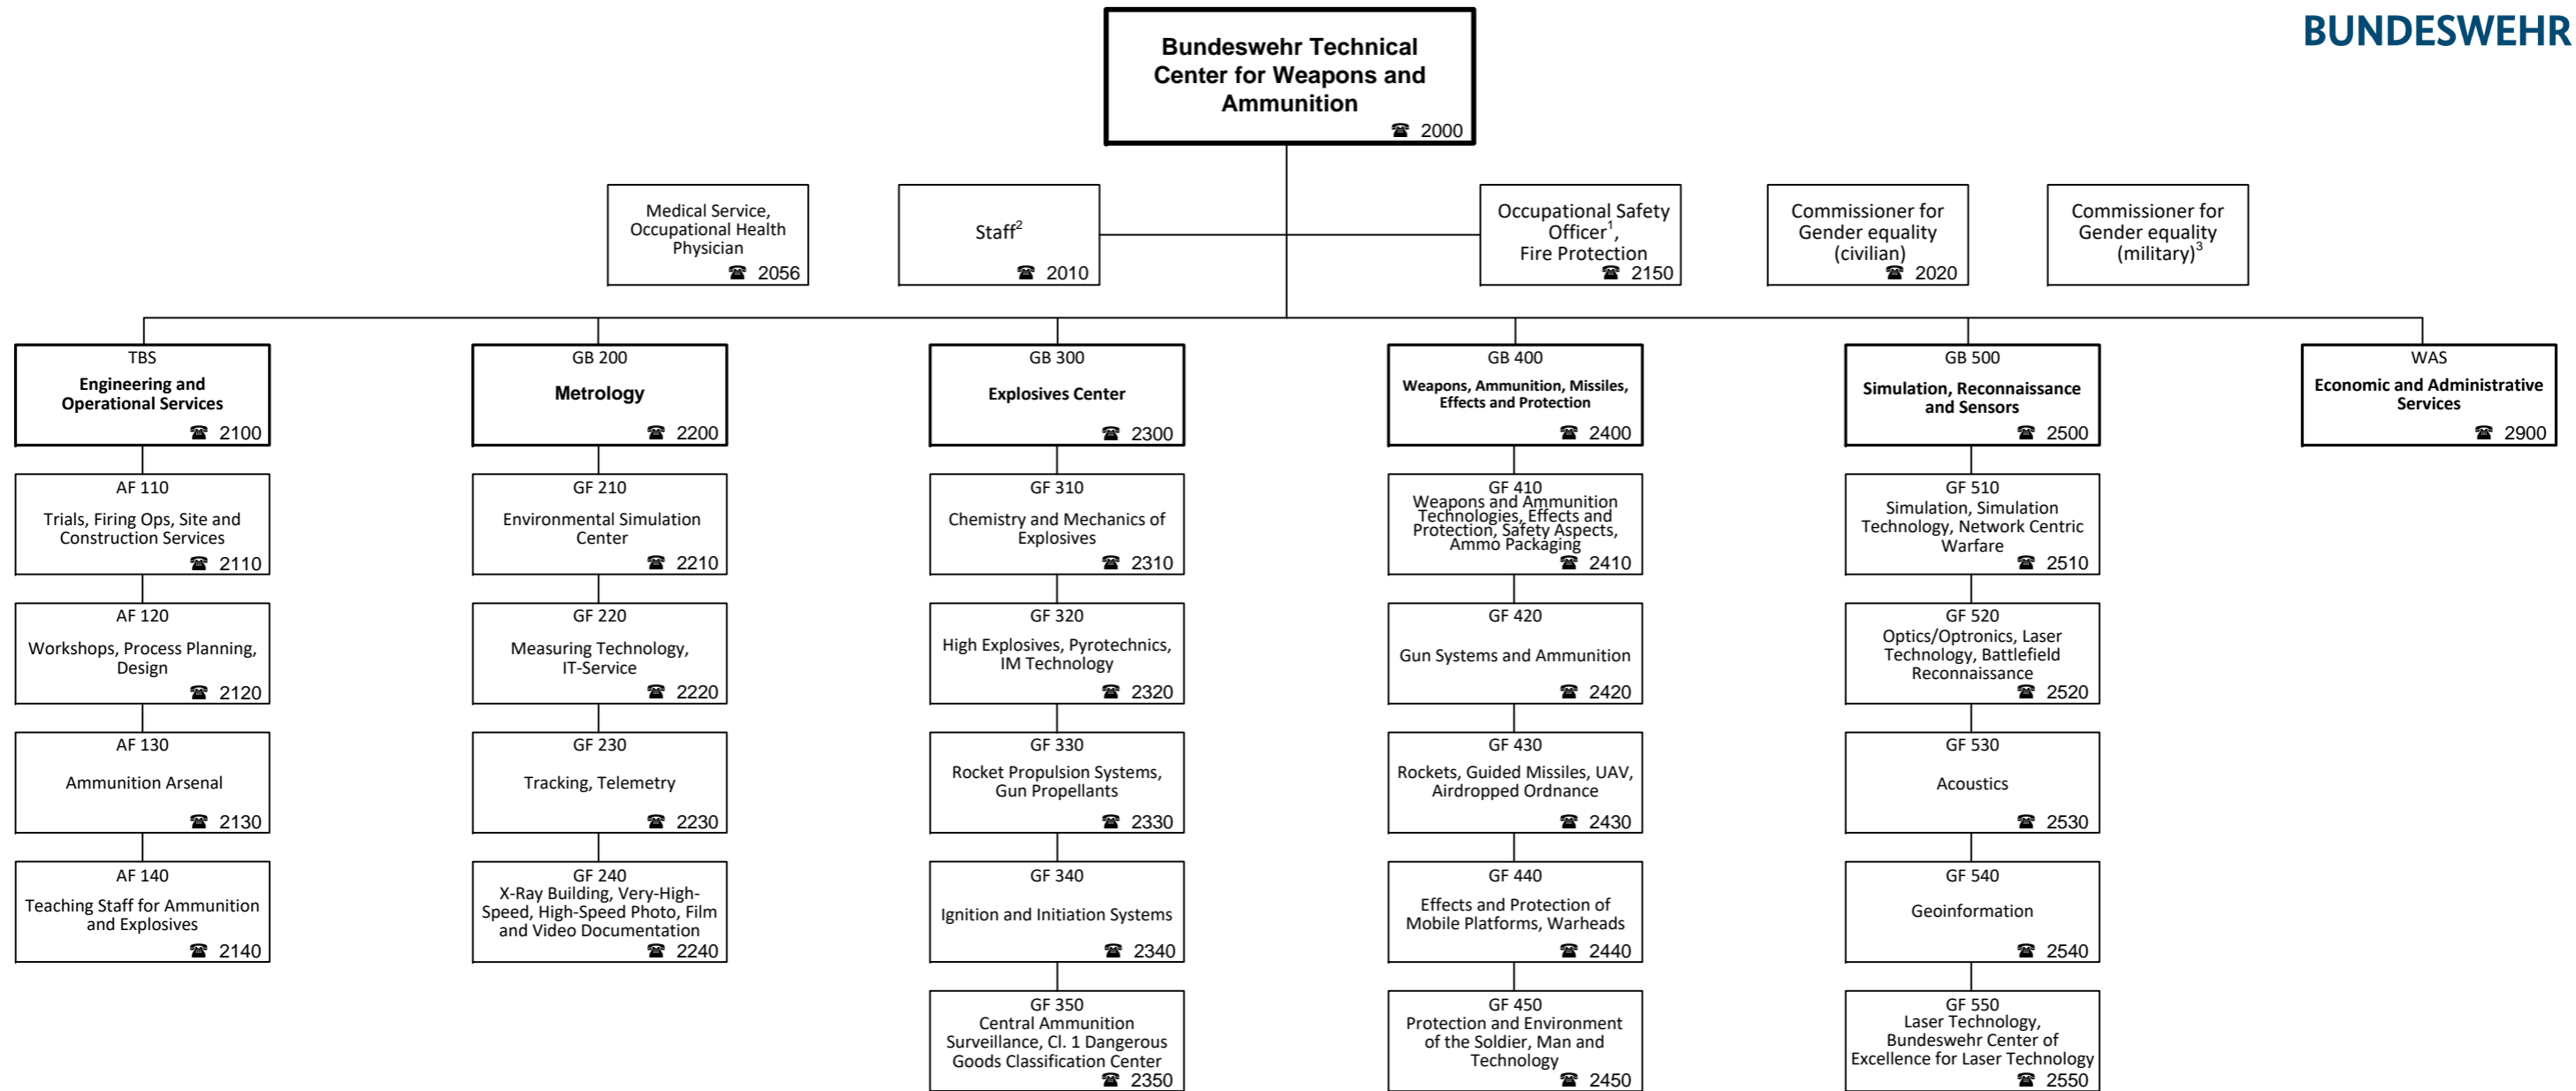 BUNDESWEHR
Bundeswehr Technical
Center for Weapons and
Ammunition
☎ 2000
Medical Service,
Occupational Health
Physician
☎ 2056
Staff²
☎ 2010
Occupational Safety
Officer¹,
Fire Protection
☎ 2150
Commissioner for
Gender equality
(civilian)
☎ 2020
Commissioner for
Gender equality
(military)³
TBS
Engineering and
Operational Services
☎ 2100
AF 110
Trials, Firing Ops, Site and
Construction Services
☎ 2110
AF 120
Workshops, Process Planning,
Design
☎ 2120
AF 130
Ammunition Arsenal
☎ 2130
AF 140
Teaching Staff for Ammunition
and Explosives
☎ 2140
GB 200
Metrology
☎ 2200
GF 210
Environmental Simulation
Center
☎ 2210
GF 220
Measuring Technology,
IT-Service
☎ 2220
GF 230
Tracking, Telemetry
☎ 2230
GF 240
X-Ray Building, Very-High-
Speed, High-Speed Photo, Film
and Video Documentation
☎ 2240
GB 300
Explosives Center
☎ 2300
GF 310
Chemistry and Mechanics of
Explosives
☎ 2310
GF 320
High Explosives, Pyrotechnics,
IM Technology
☎ 2320
GF 330
Rocket Propulsion Systems,
Gun Propellants
☎ 2330
GF 340
Ignition and Initiation Systems
☎ 2340
GF 350
Central Ammunition
Surveillance, Cl. 1 Dangerous
Goods Classification Center
☎ 2350
GB 400
Weapons, Ammunition, Missiles,
Effects and Protection
☎ 2400
GF 410
Weapons and Ammunition
Technologies, Effects and
Protection, Safety Aspects,
Ammo Packaging
☎ 2410
GF 420
Gun Systems and Ammunition
☎ 2420
GF 430
Rockets, Guided Missiles, UAV,
Airdropped Ordnance
☎ 2430
GF 440
Effects and Protection of
Mobile Platforms, Warheads
☎ 2440
GF 450
Protection and Environment
of the Soldier, Man and
Technology
☎ 2450
GB 500
Simulation, Reconnaissance
and Sensors
☎ 2500
GF 510
Simulation, Simulation
Technology, Network Centric
Warfare
☎ 2510
GF 520
Optics/Optronics, Laser
Technology, Battlefield
Reconnaissance
☎ 2520
GF 530
Acoustics
☎ 2530
GF 540
Geoinformation
☎ 2540
GF 550
Laser Technology,
Bundeswehr Center of
Excellence for Laser Technology
☎ 2550
WAS
Economic and Administrative
Services
☎ 2900